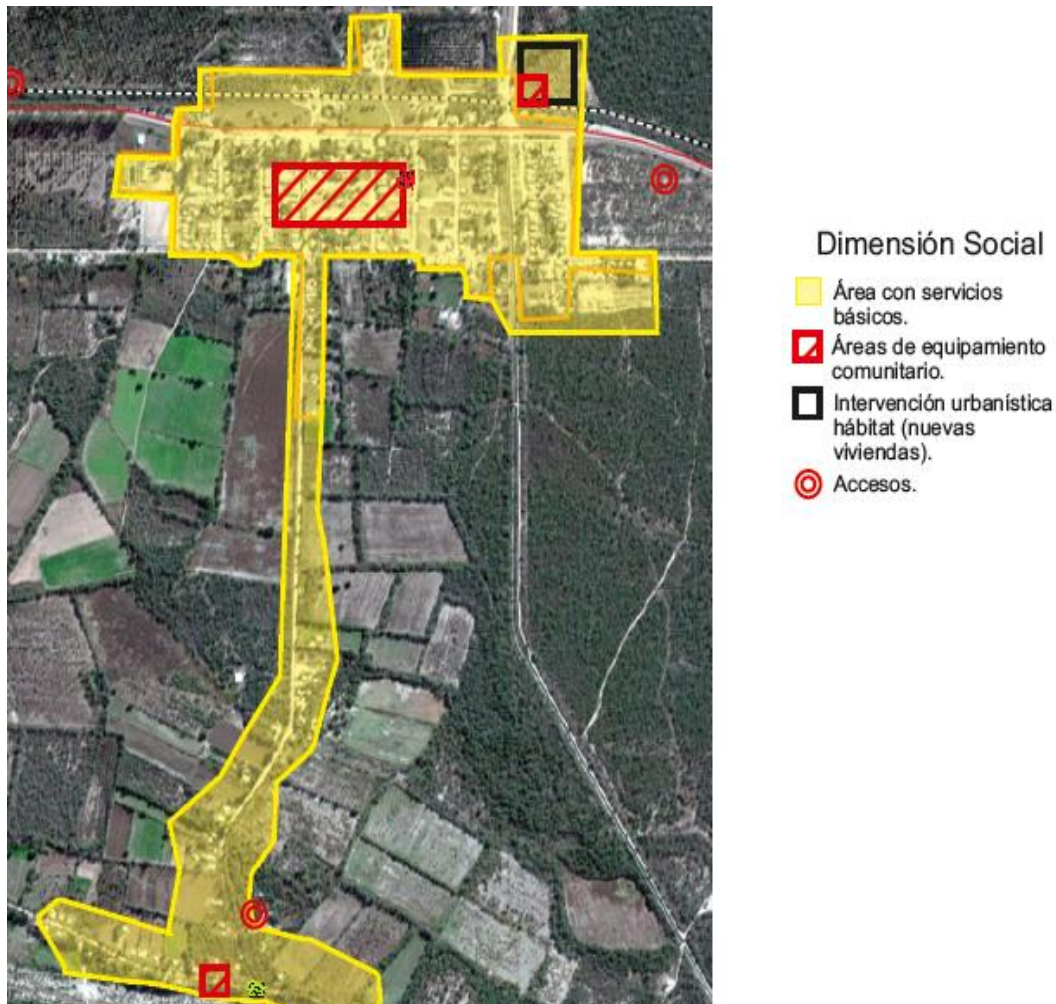 Dimensión Social
Área con servicios
básicos.
Áreas de equipamiento
comunitario.
Intervención urbanística
hábitat (nuevas
viviendas).
Accesos.